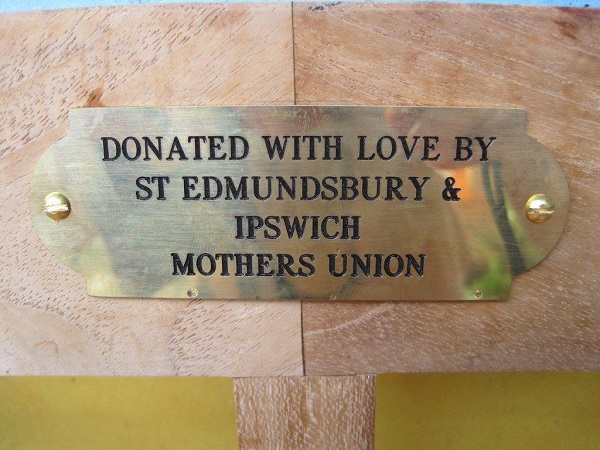 DONATED WITH LOVE BY
ST EDMUNDSBURY &
IPSWICH
MOTHERS UNION